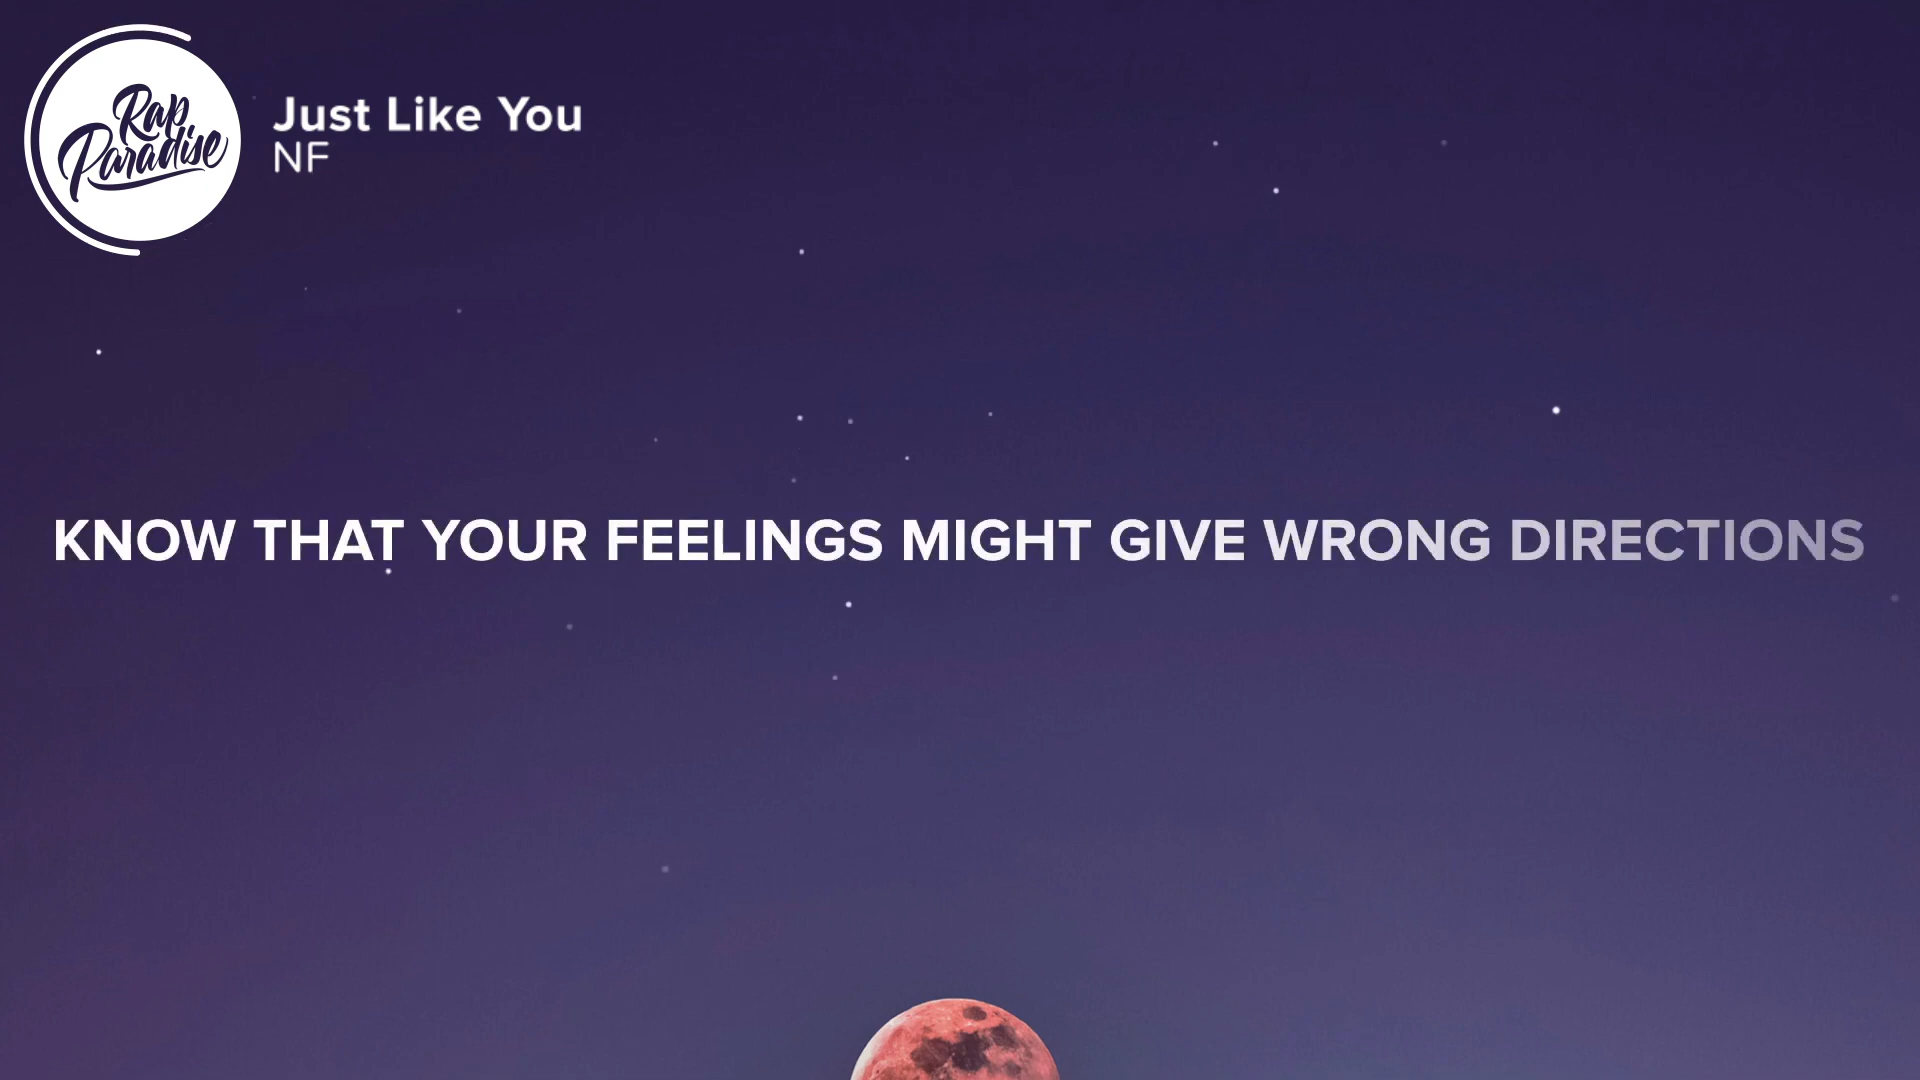 Rap
Paradise
Just Like You
NF
KNOW THAT YOUR FEELINGS MIGHT GIVE WRONG DIRECTIONS